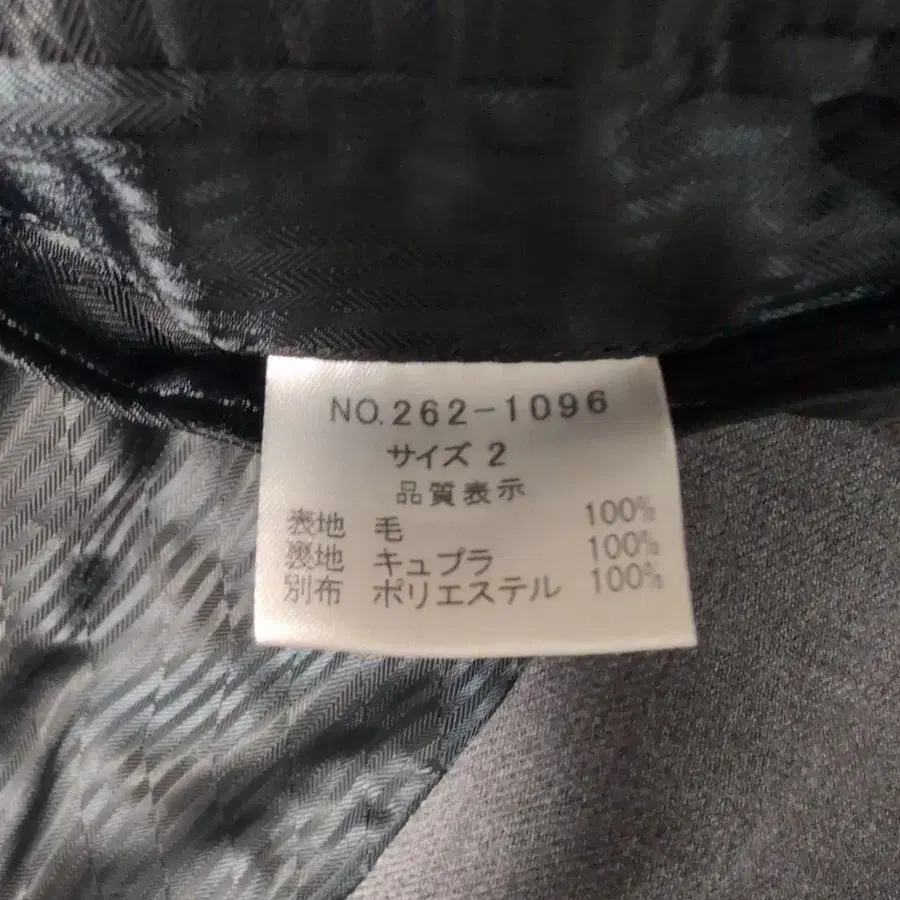 NO.262-1096
サイズ 2
品質表示
表地 毛 100%
裏地 キュプラ 100%
別布 ポリエステル 100%